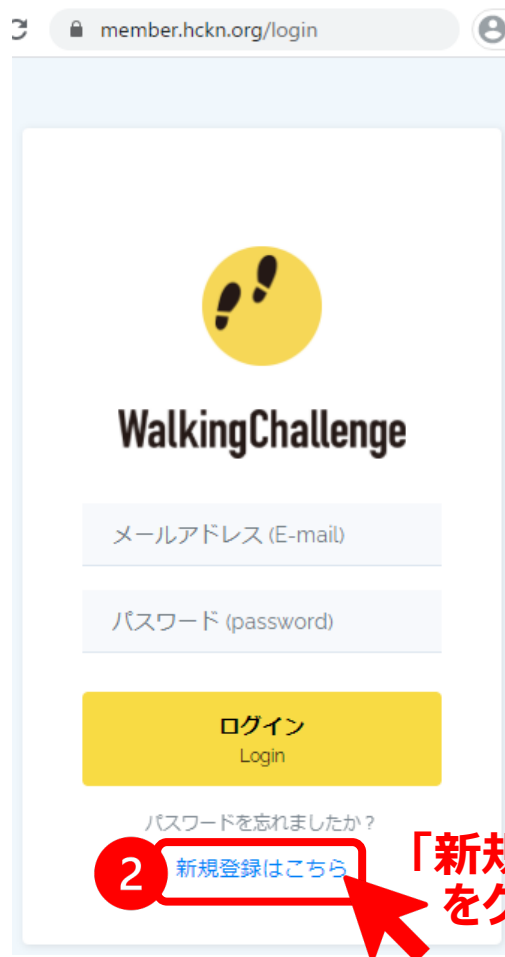 member.hckn.org/login
WalkingChallenge
メールアドレス (E-mail)
パスワード (password)
ログイン
Login
パスワードを忘れましたか？
2
新規登録はこちら
「新規
をク